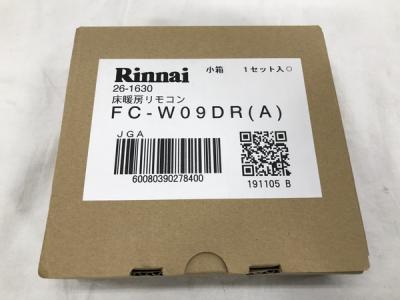 Rinnai 小箱 1セット入○
26-1630
床暖房リモコン
FC-W09DR(A)
JGA
60080390278400
191105 B